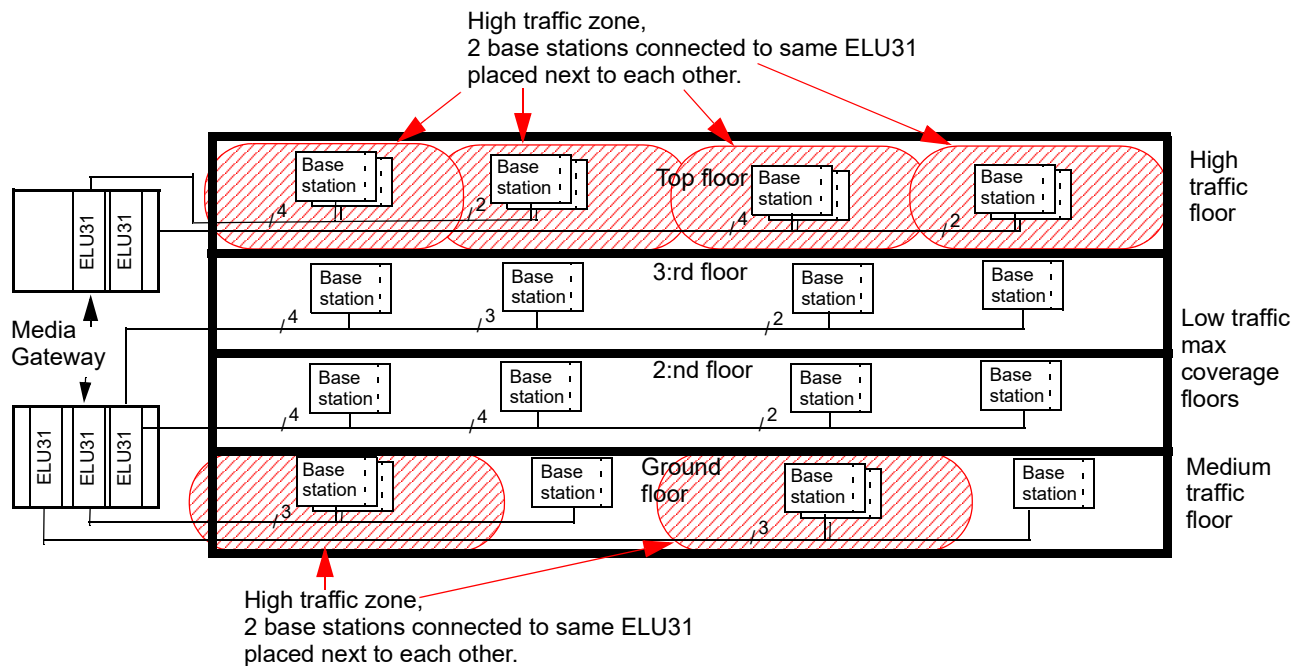 High traffic zone,
2 base stations connected to same ELU31
placed next to each other.
Base
station
Base
station
Top floor
Base
station
Base
station
High
traffic
floor
4
2
4
2
ELU31
ELU31
3:rd floor
Base
station
Base
station
Base
station
Base
station
4
3
2
Media
Gateway
Low traffic
max
coverage
floors
2:nd floor
Base
station
Base
station
Base
station
Base
station
4
4
2
ELU31
ELU31
ELU31
Ground
floor
Base
station
Base
station
Base
station
Base
station
Medium
traffic
floor
3
3
High traffic zone,
2 base stations connected to same ELU31
placed next to each other.